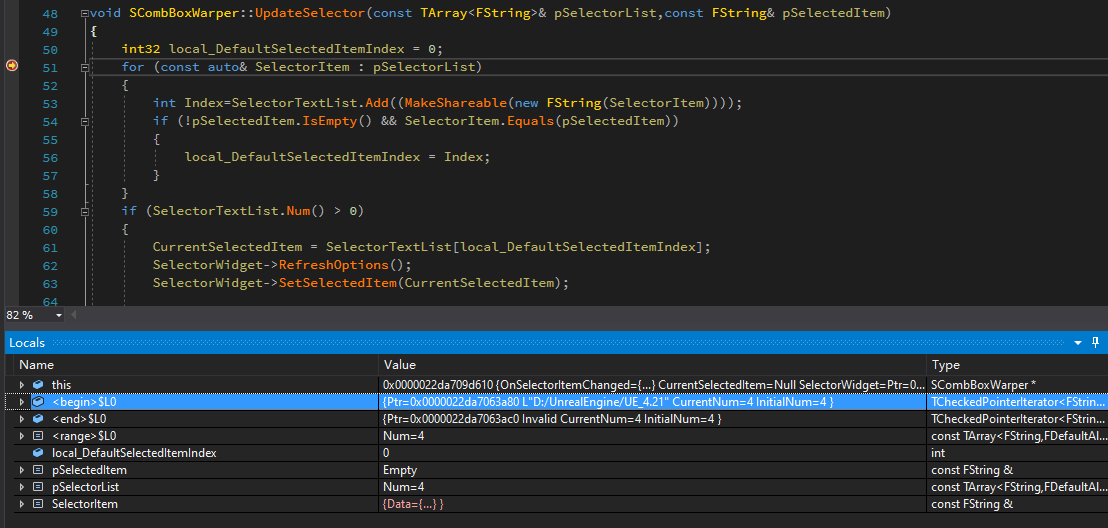 48 void SCombBoxWarper::UpdateSelector(const TArray<FString>& pSelectorList,const FString& pSelectedItem)
49 {
50 int32 local_DefaultSelectedItemIndex = 0;
51 for (const auto& SelectorItem : pSelectorList)
52 {
53 int Index=SelectorTextList.Add((MakeShareable(new FString(SelectorItem))));
54 if (!pSelectedItem.IsEmpty() && SelectorItem.Equals(pSelectedItem))
55 {
56 local_DefaultSelectedItemIndex = Index;
57 }
58 }
59 if (SelectorTextList.Num() > 0)
60 {
61 CurrentSelectedItem = SelectorTextList[local_DefaultSelectedItemIndex];
62 SelectorWidget->RefreshOptions();
63 SelectorWidget->SetSelectedItem(CurrentSelectedItem);
64
82 %
Locals
Name Value Type
this 0x0000022da709d610 {OnSelectorItemChanged={...} CurrentSelectedItem=Null SelectorWidget=Ptr=0... SCombBoxWarper *
<begin>$L0 {Ptr=0x0000022da7063a80 L"D:/UnrealEngine/UE_4.21" CurrentNum=4 InitialNum=4 } TCheckedPointerIterator<FStrin...
<end>$L0 {Ptr=0x0000022da7063ac0 Invalid CurrentNum=4 InitialNum=4 } TCheckedPointerIterator<FStrin...
<range>$L0 Num=4 const TArray<FString,FDefaultAl...
local_DefaultSelectedItemIndex 0 int
pSelectedItem Empty const FString &
pSelectorList Num=4 const TArray<FString,FDefaultAl...
SelectorItem {Data={...} } const FString &